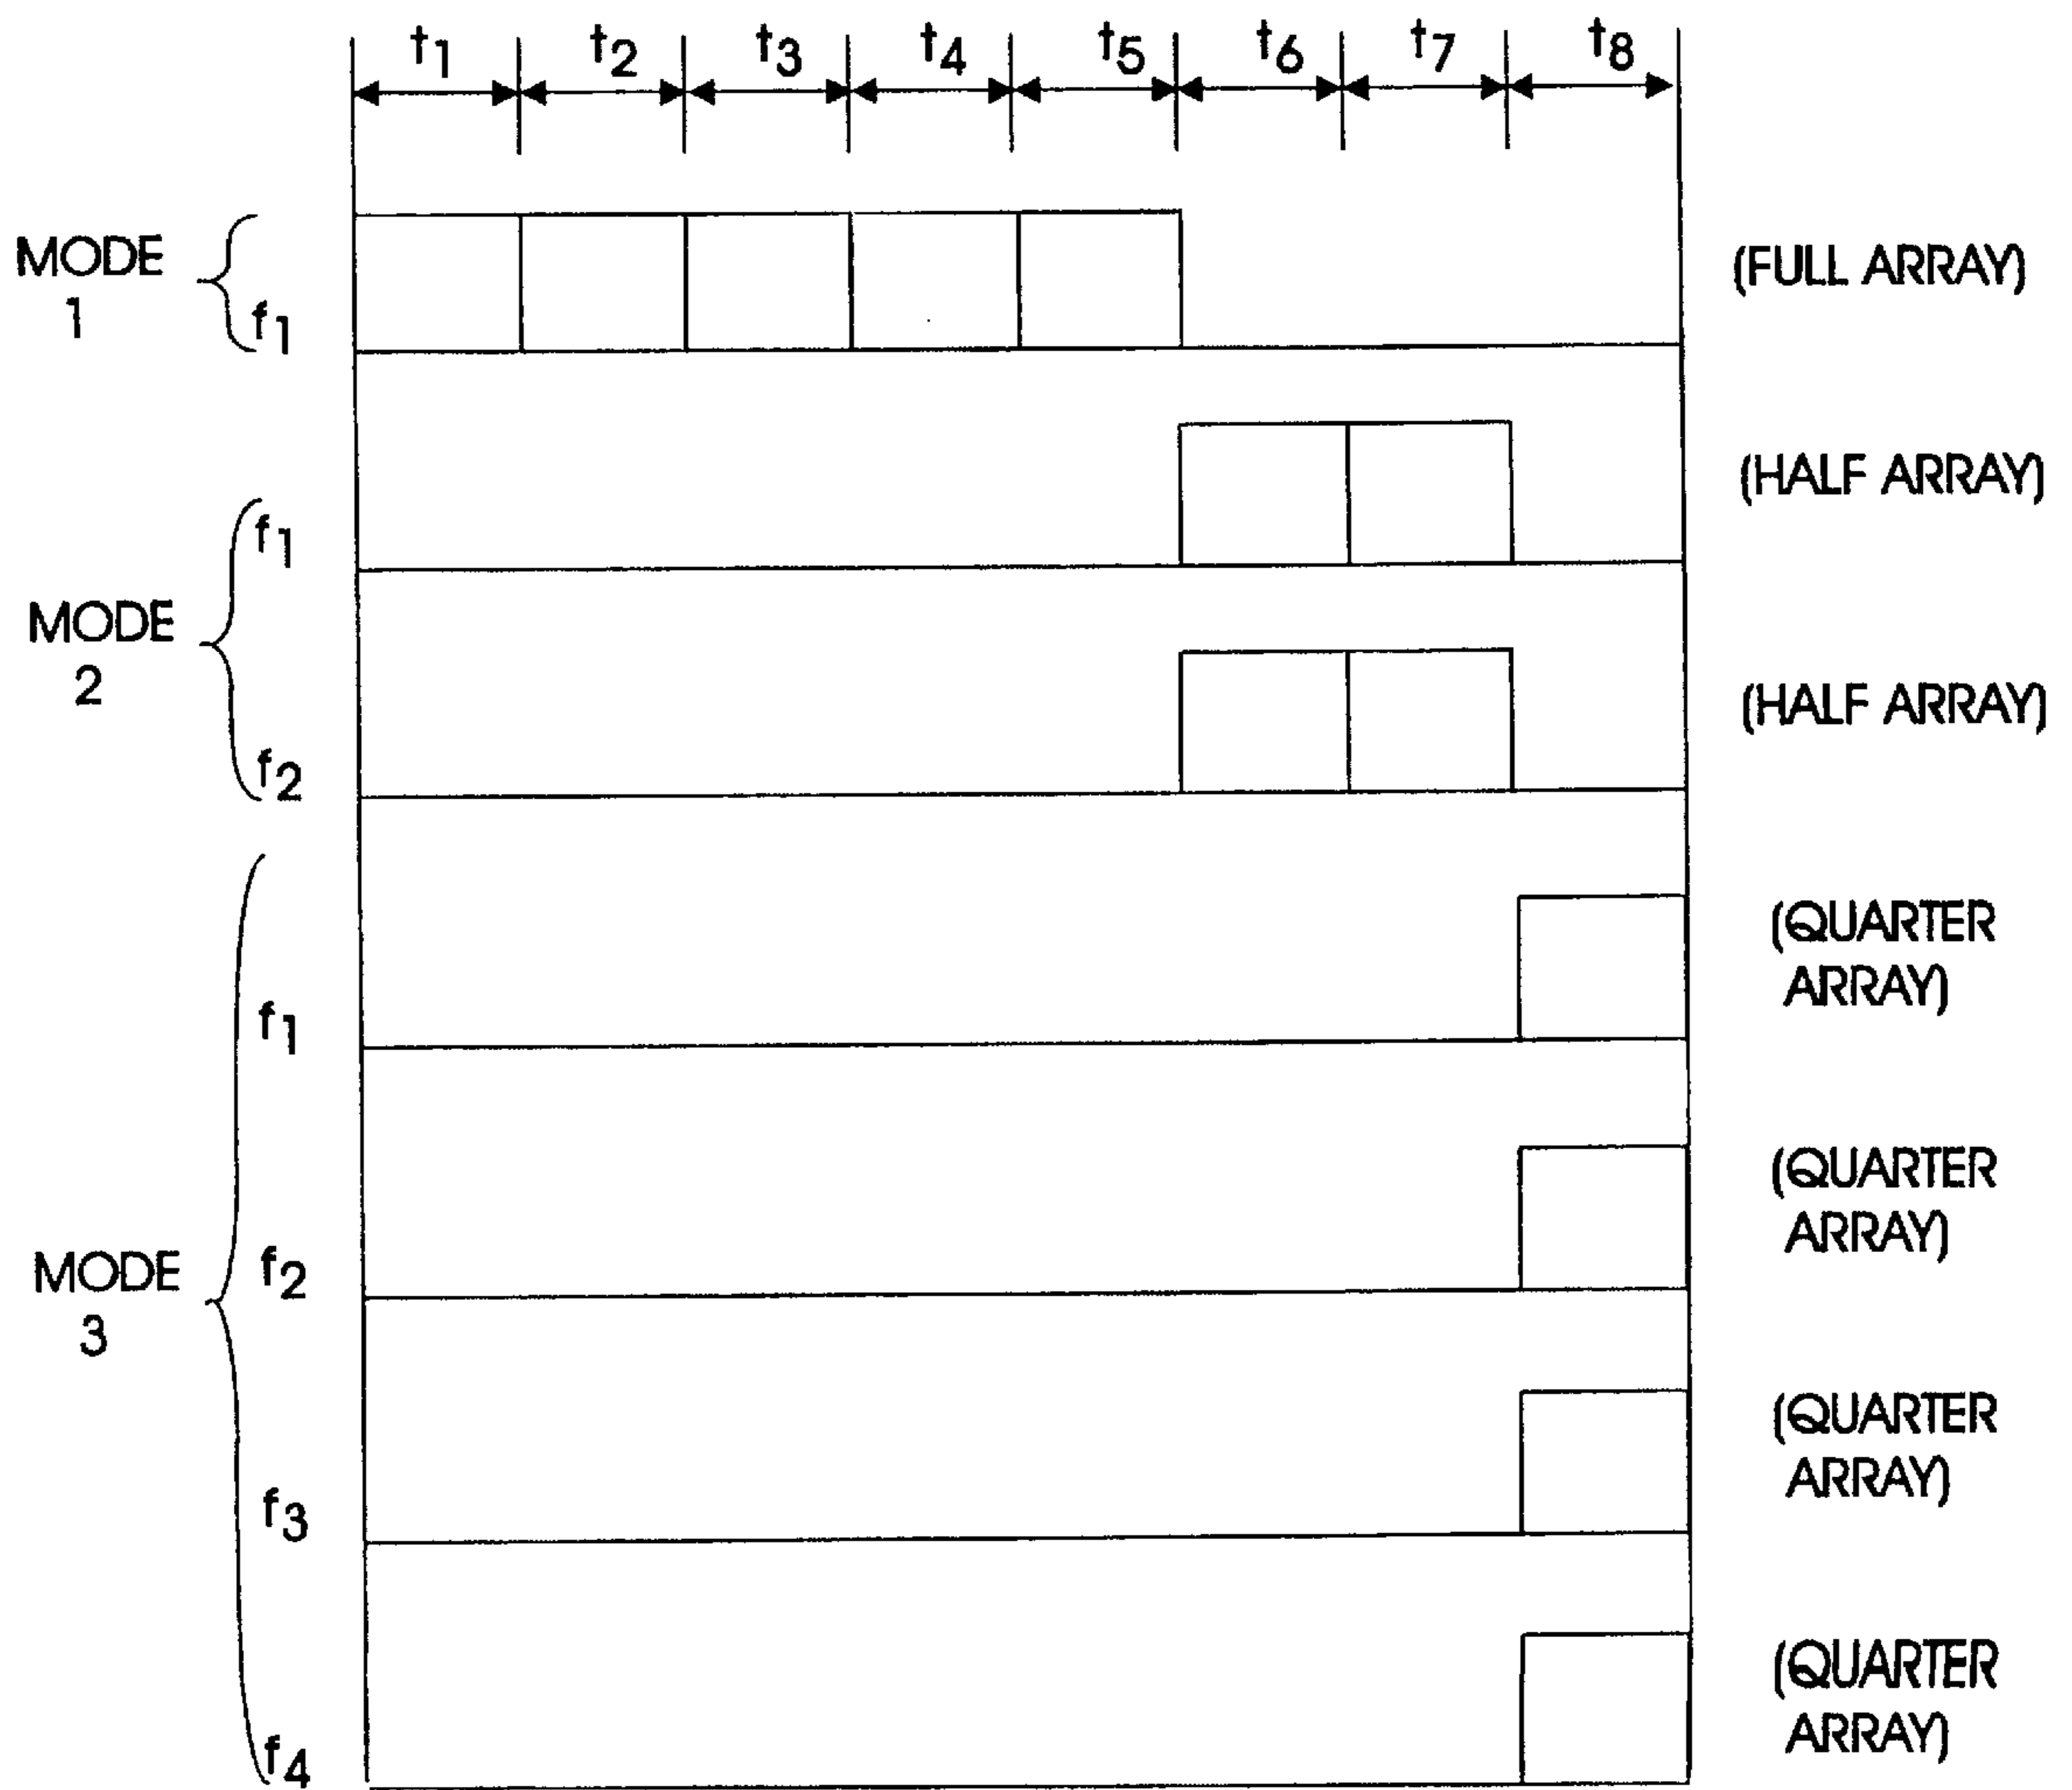 t1 t2 t3 t4 t5 t6 t7 t8
MODE
1
f1
(FULL ARRAY)
f1
(HALF ARRAY)
MODE
2
f2
(HALF ARRAY)
f1
(QUARTER
ARRAY)
MODE
3
f2
(QUARTER
ARRAY)
f3
(QUARTER
ARRAY)
f4
(QUARTER
ARRAY)